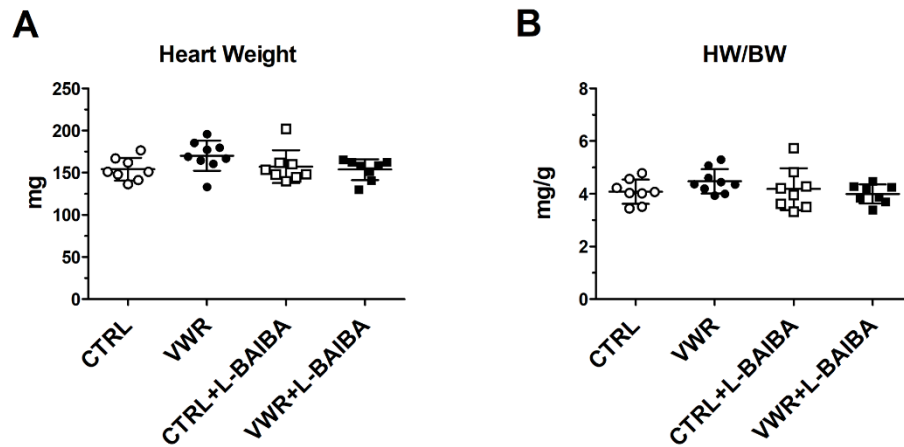 A
Heart Weight
250
200
150
100
50
0
mg
CTRL
VWR
CTRL+L-BAIBA
VWR+L-BAIBA
B
HW/BW
8
6
4
2
0
mg/g
CTRL
VWR
CTRL+L-BAIBA
VWR+L-BAIBA